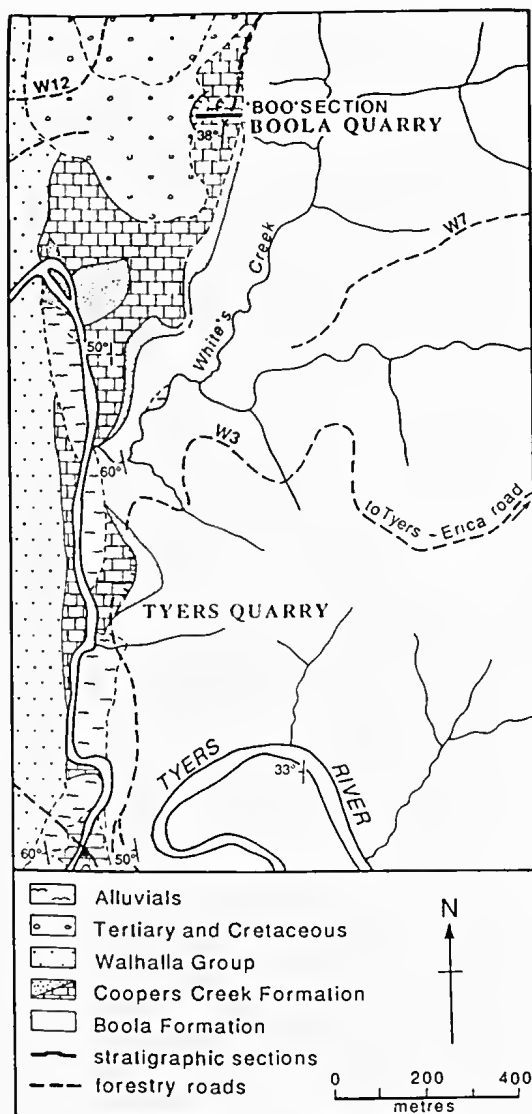 W12
'BOO' SECTION
BOOLA QUARRY
38°
W7
White's Creek
50°
W3
60°
to Tyers - Erica road
TYERS QUARRY
TYERS RIVER
33°
60°
50°
Alluvials
Tertiary and Cretaceous
Walhalla Group
Coopers Creek Formation
Boola Formation
stratigraphic sections
forestry roads
N
0 200 400
metres